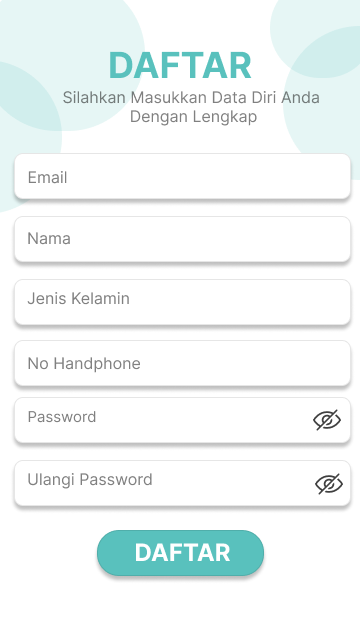 DAFTAR
Silahkan Masukkan Data Diri Anda
Dengan Lengkap
Email
Nama
Jenis Kelamin
No Handphone
Password
Ulangi Password
DAFTAR